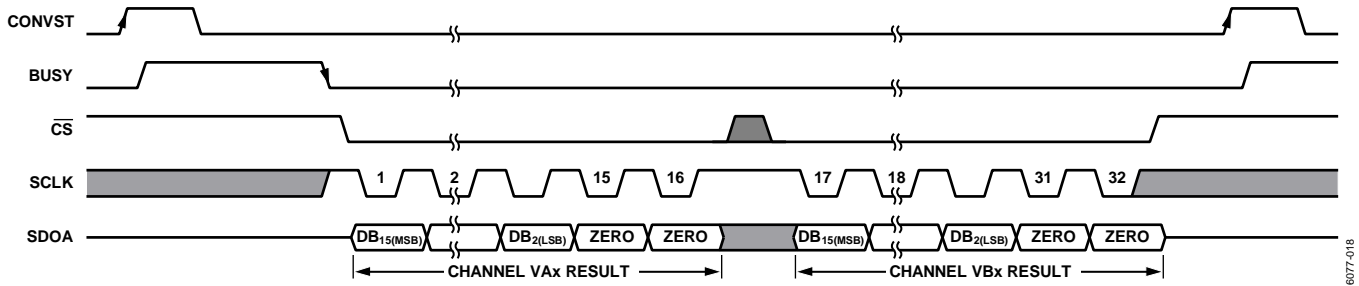 CONVST
BUSY
CS
SCLK 1 2 15 16 17 18 31 32
SDOA DB15(MSB) DB2(LSB) ZERO ZERO DB15(MSB) DB2(LSB) ZERO ZERO
CHANNEL VAx RESULT CHANNEL VBx RESULT
6077-018